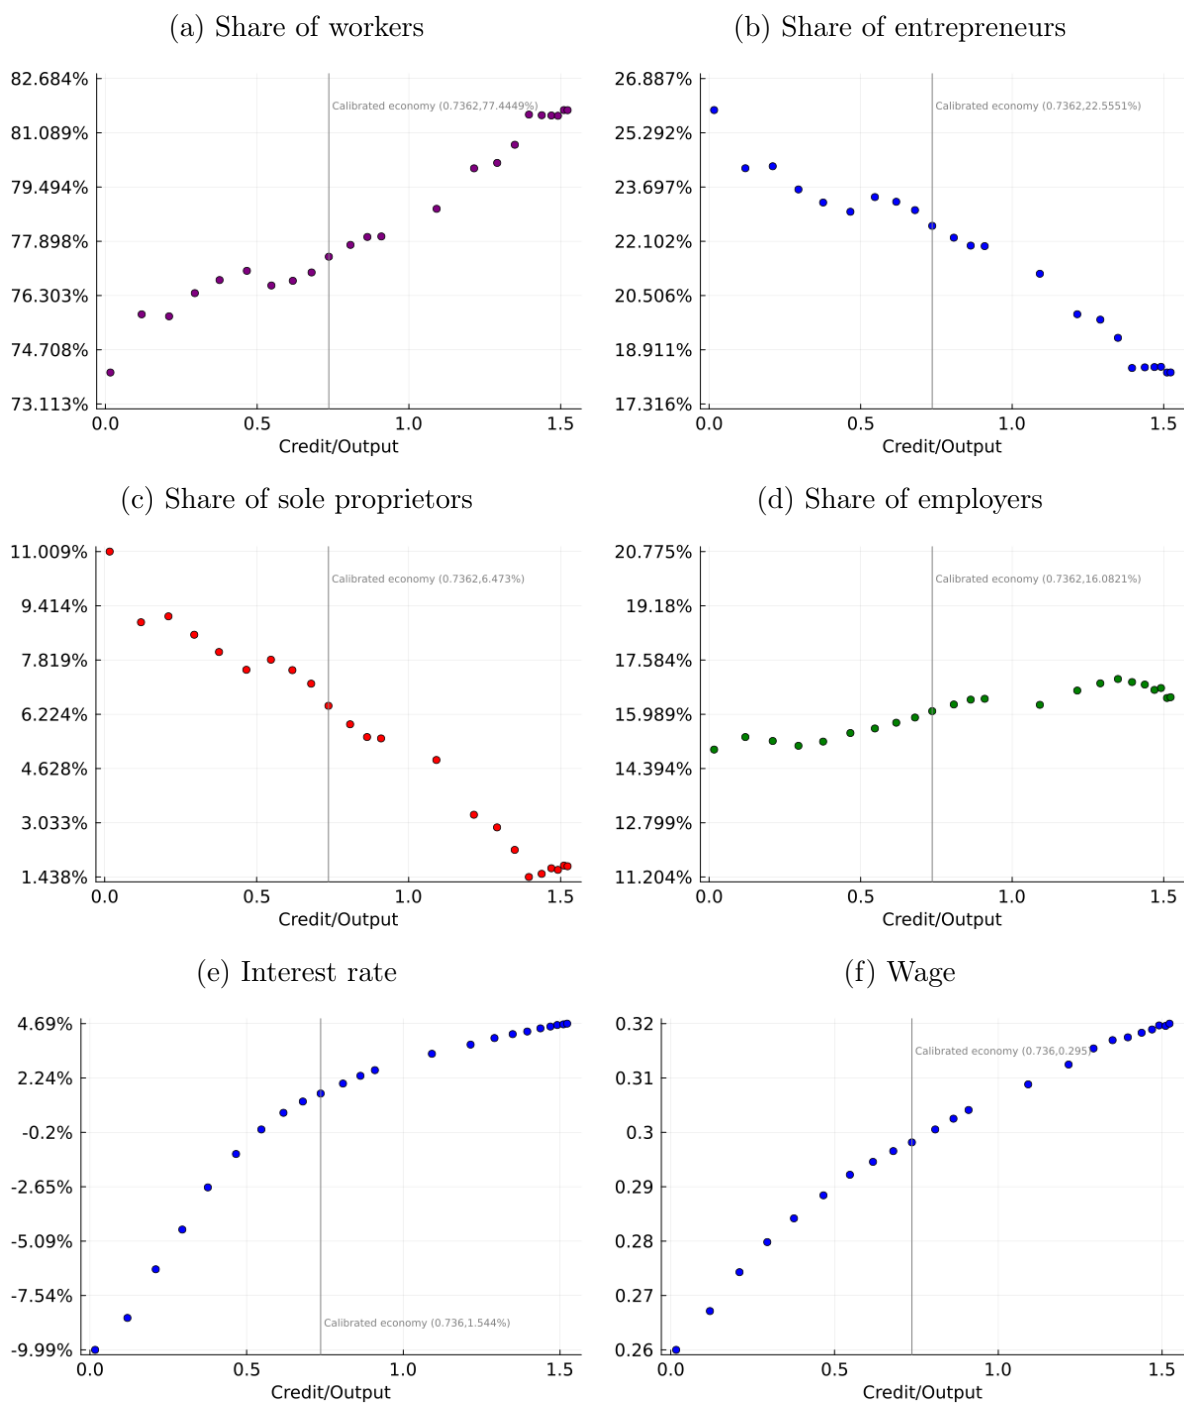 (a) Share of workers
82.684%
81.089%
79.494%
77.898%
76.303%
74.708%
73.113%
Calibrated economy (0.7362,77.4449%)
0.0 0.5 1.0 1.5
Credit/Output
(b) Share of entrepreneurs
26.887%
25.292%
23.697%
22.102%
20.506%
18.911%
17.316%
Calibrated economy (0.7362,22.5551%)
0.0 0.5 1.0 1.5
Credit/Output
(c) Share of sole proprietors
11.009%
9.414%
7.819%
6.224%
4.628%
3.033%
1.438%
Calibrated economy (0.7362,6.473%)
0.0 0.5 1.0 1.5
Credit/Output
(d) Share of employers
20.775%
19.18%
17.584%
15.989%
14.394%
12.799%
11.204%
Calibrated economy (0.7362,16.0821%)
0.0 0.5 1.0 1.5
Credit/Output
(e) Interest rate
4.69%
2.24%
-0.2%
-2.65%
-5.09%
-7.54%
-9.99%
Calibrated economy (0.736,1.544%)
0.0 0.5 1.0 1.5
Credit/Output
(f) Wage
0.32
0.31
0.3
0.29
0.28
0.27
0.26
Calibrated economy (0.736,0.295)
0.0 0.5 1.0 1.5
Credit/Output